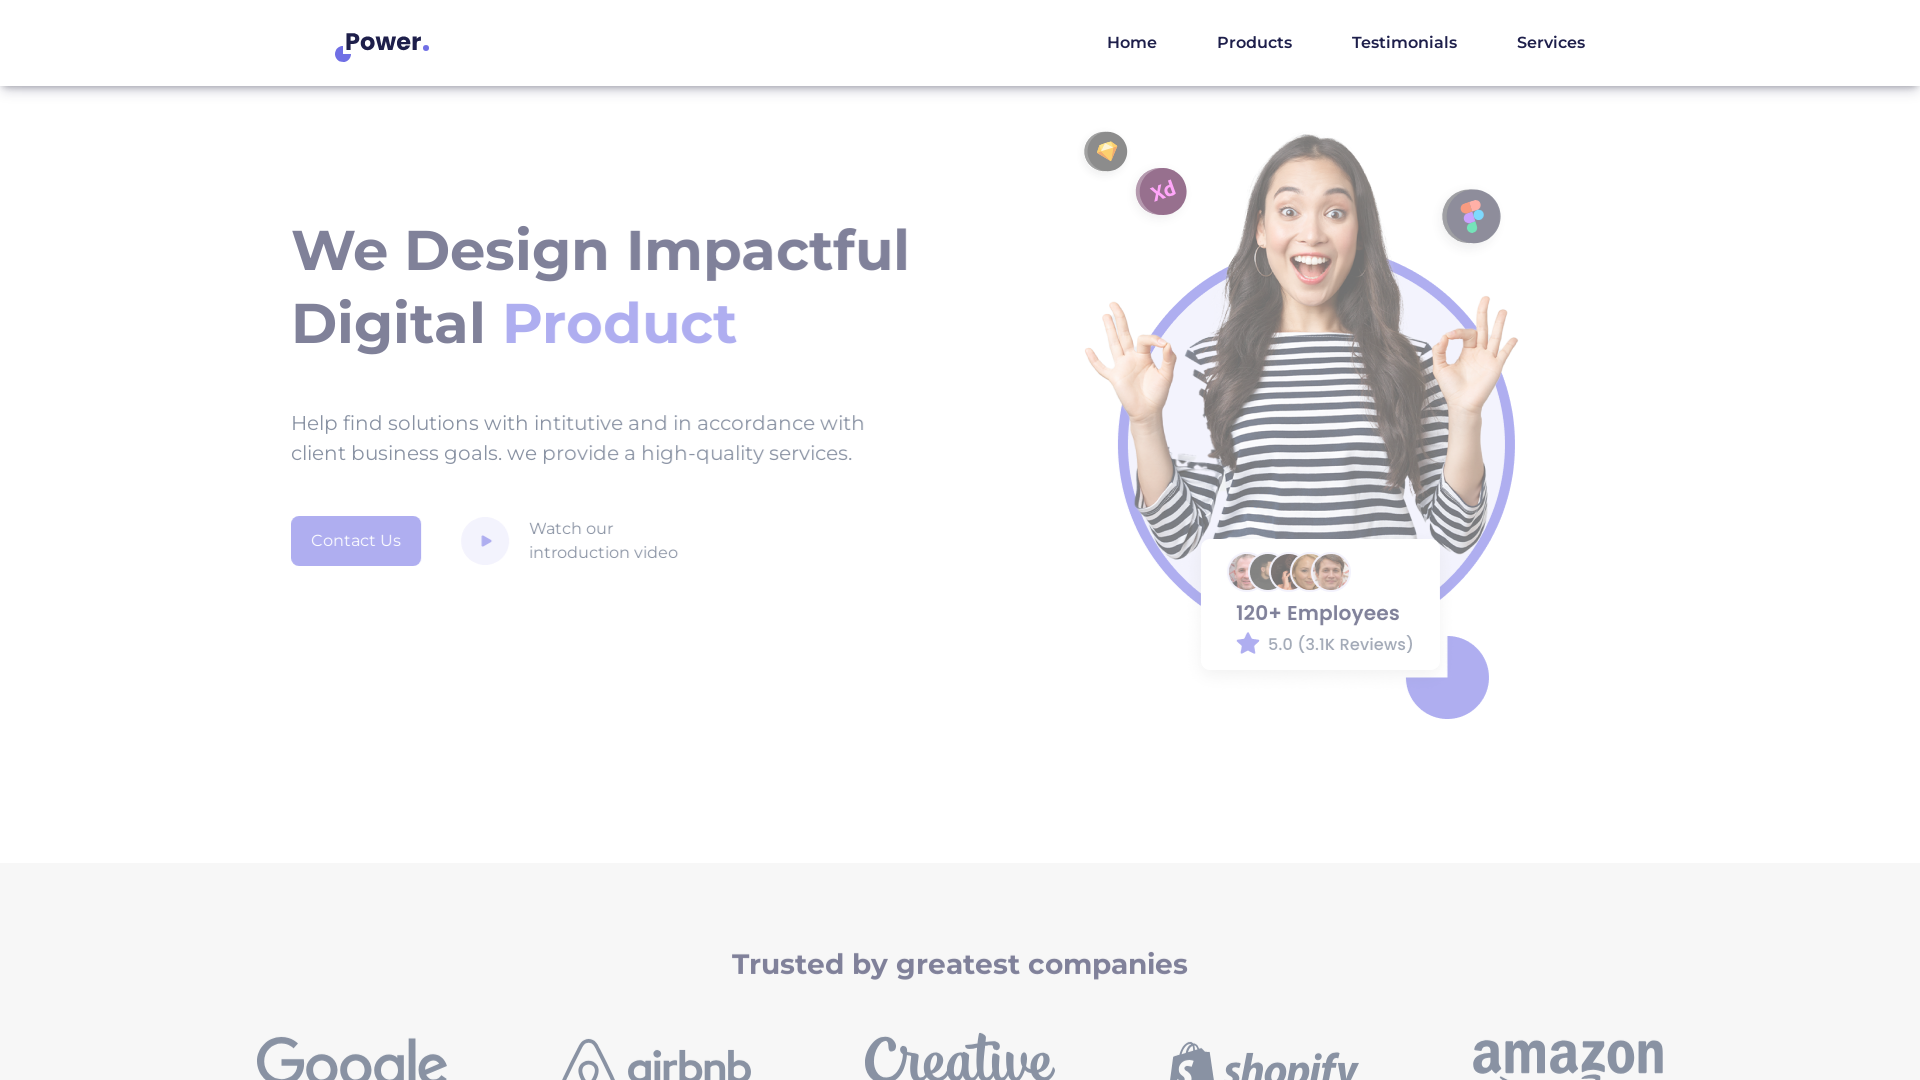 Power.
Home
Products
Testimonials
Services
Xd
We Design Impactful
Digital Product
Help find solutions with intitutive and in accordance with
client business goals. we provide a high-quality services.
Contact Us
Watch our
introduction video
120+ Employees
5.0 (3.1K Reviews)
Trusted by greatest companies
Google
airbnb
Creative
shopify
amazon